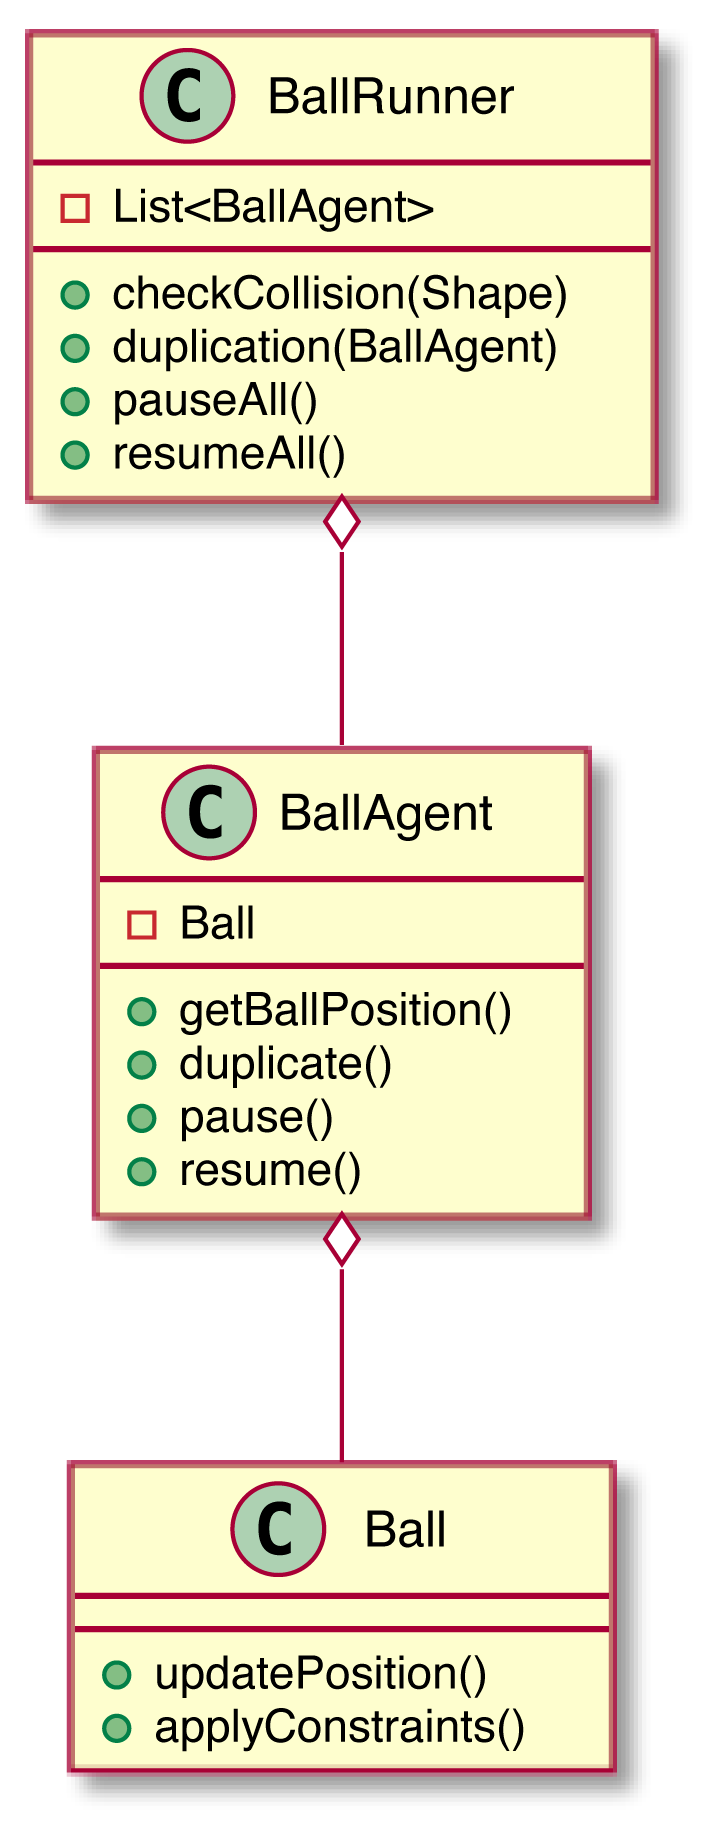 C BallRunner
List<BallAgent>
checkCollision(Shape)
duplication(BallAgent)
pauseAll()
resumeAll()
C BallAgent
Ball
getBallPosition()
duplicate()
pause()
resume()
C Ball
updatePosition()
applyConstraints()